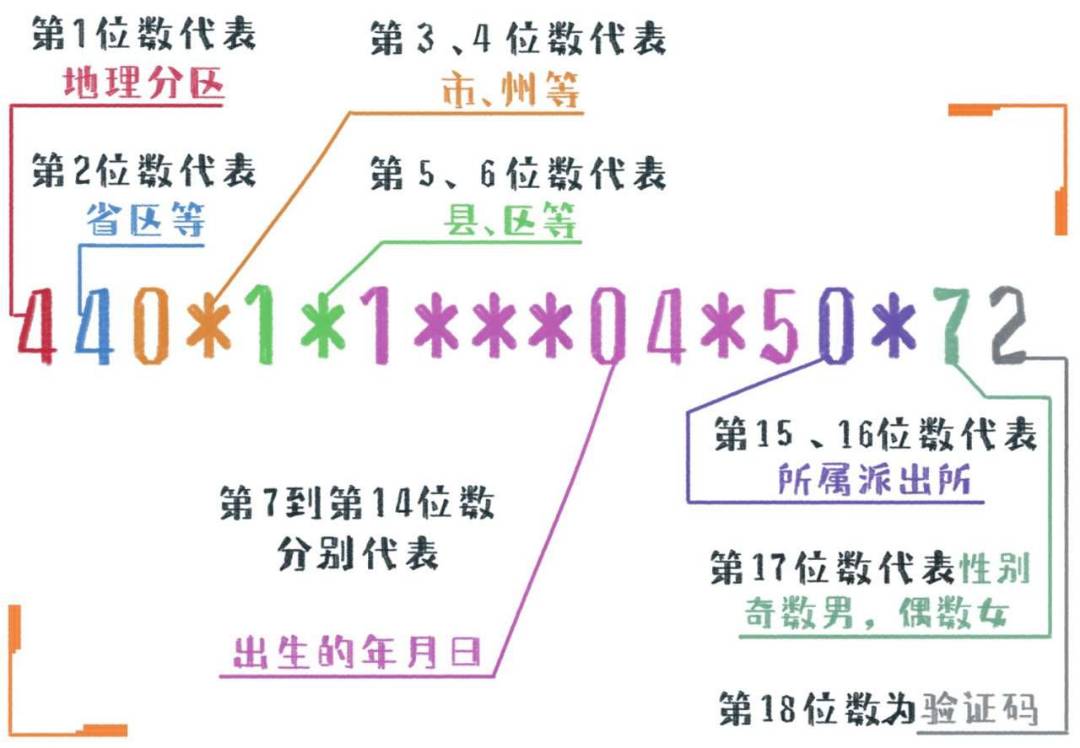 第1位数代表
地理分区
第3、4位数代表
市、州等
第2位数代表
省区等
第5、6位数代表
县、区等
440*1*1***04*50*72
第15、16位数代表
所属派出所
第7到第14位数
分别代表
出生的年月日
第17位数代表性别
奇数男，偶数女
第18位数为验证码